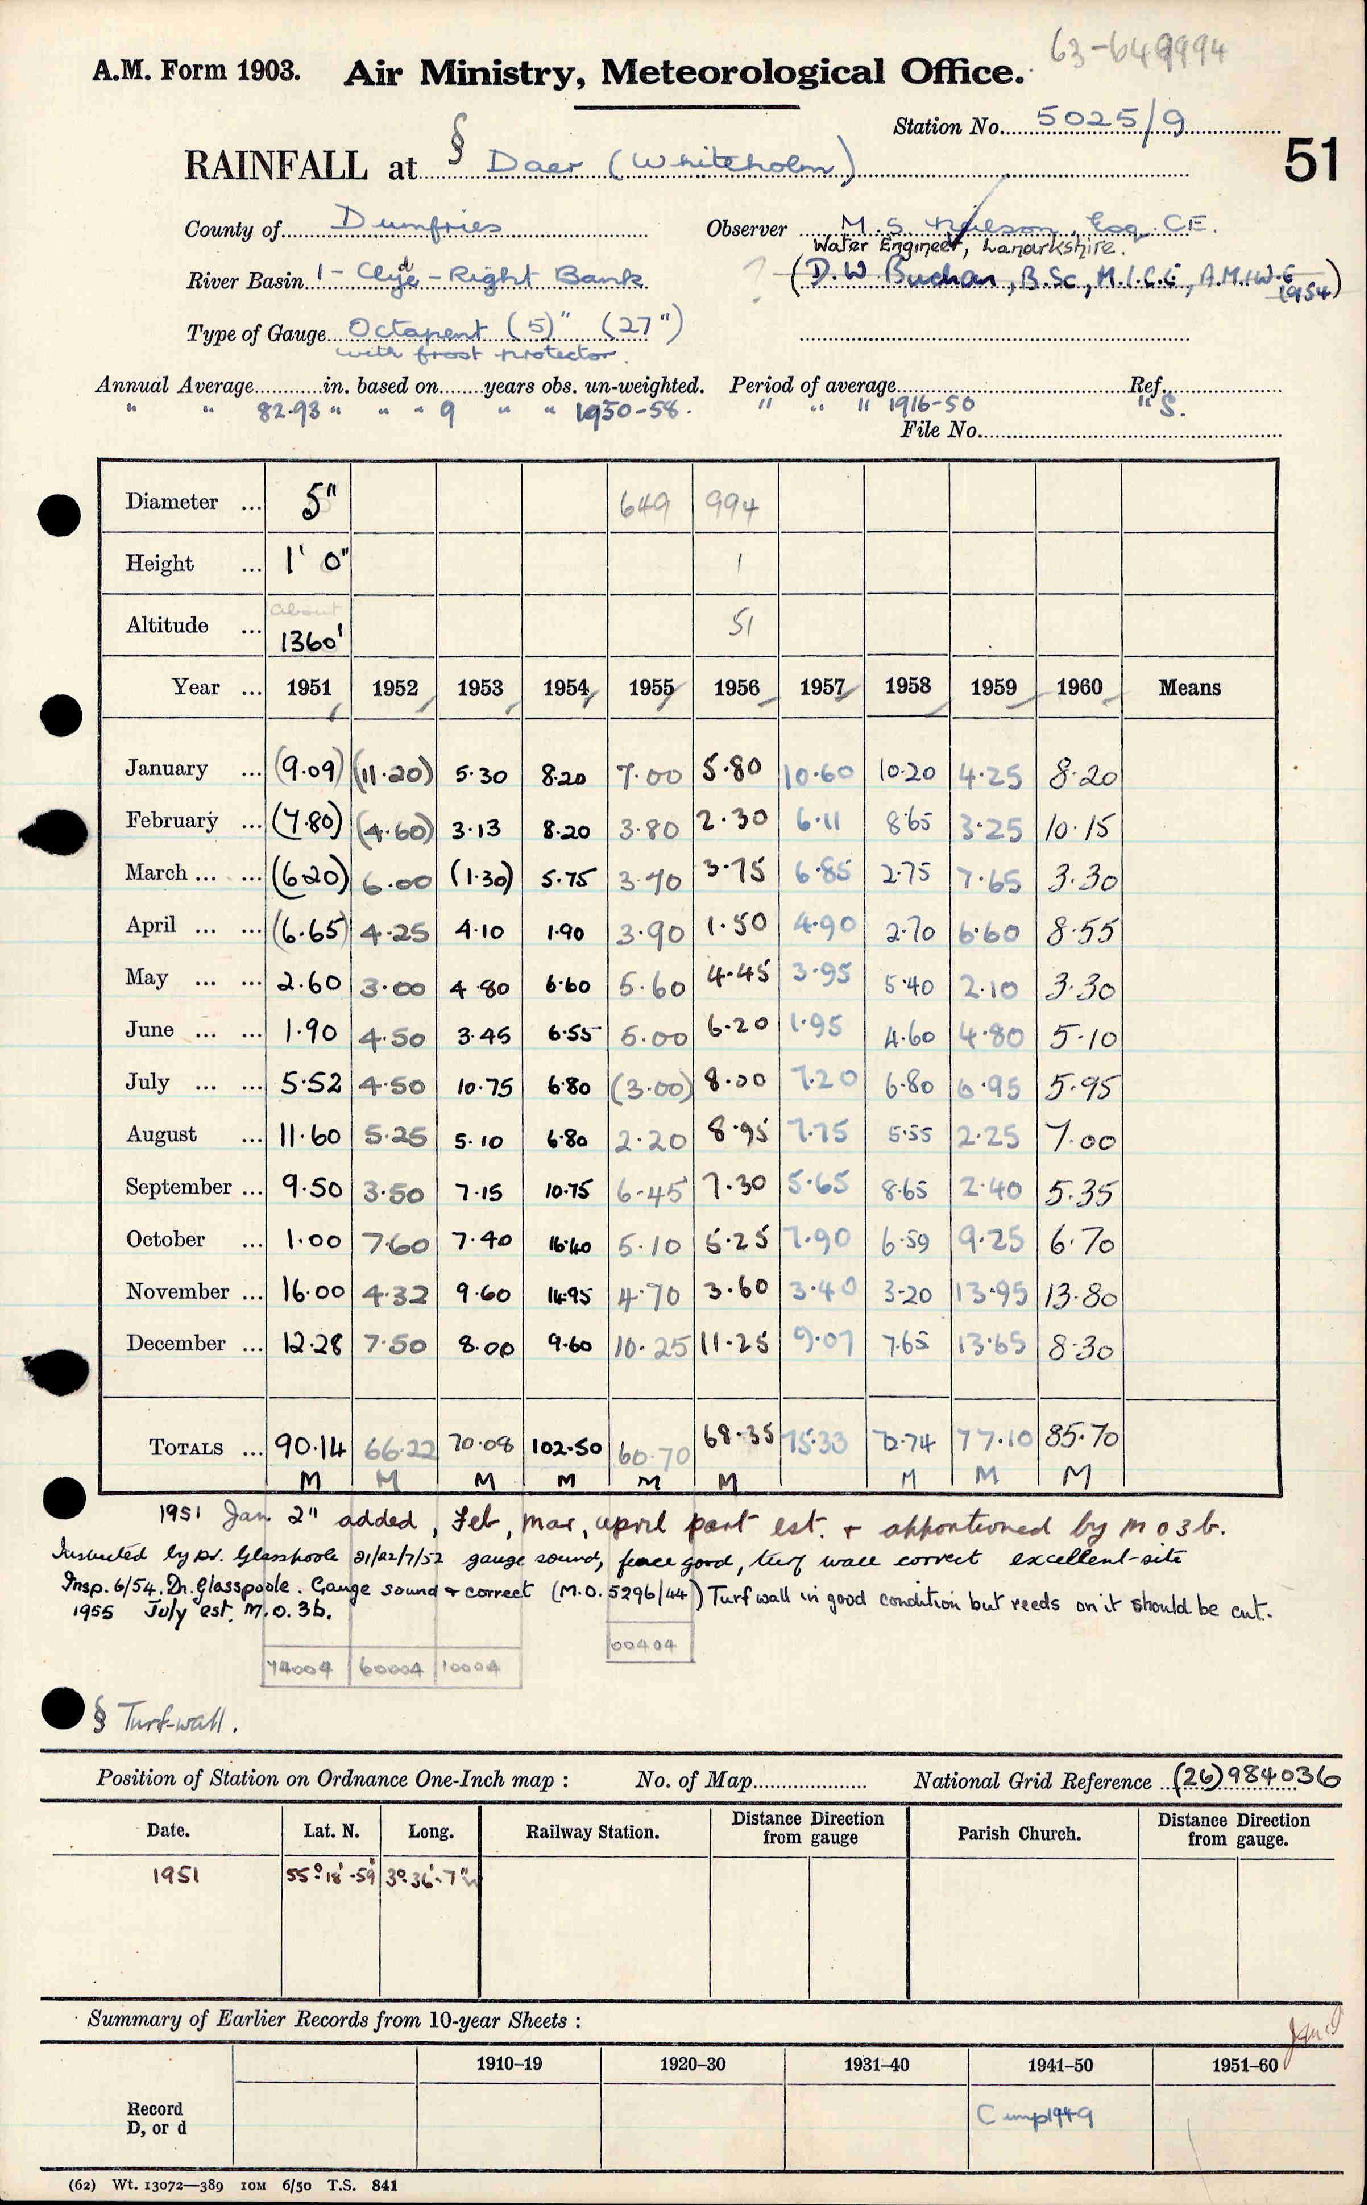 63-649994
A.M. Form 1903. Air Ministry, Meteorological Office.
Station No. 5025/9
51
RAINFALL at § Daer (Whiteholm)
County of Dumfries Observer M. S. Neilson, Esq. C.E.
Water Engineer, Lanarkshire.
River Basin 1 - Clyde - Right Bank ? (D.W. Buchan, B.Sc, M.I.C.E, A.M.I.W.E 1954)
Type of Gauge Octapent (5)" (27")
with frost protector.
Annual Average in. based on years obs. un-weighted. Period of average Ref.
" " 82.93 " " " 9 " " 1950-58. " " " 1916-50 " S.
File No.
Diameter ... 5" 649 994
Height ... 1' 0" 1
Altitude ... about 1360' 51
Year ... 1951 1952 1953 1954 1955 1956 1957 1958 1959 1960 Means
January ... (9.09) (11.20) 5.30 8.20 7.00 5.80 10.60 10.20 4.25 8.20
February ... (7.80) (4.60) 3.13 8.20 3.80 2.30 6.11 8.65 3.25 10.15
March ... ... (6.20) 6.00 (1.30) 5.75 3.70 3.75 6.85 2.75 7.65 3.30
April ... ... (6.65) 4.25 4.10 1.90 3.90 1.50 4.90 2.70 6.60 8.55
May ... ... 2.60 3.00 4.80 6.60 5.60 4.45 3.95 5.40 2.10 3.30
June ... ... 1.90 4.50 3.45 6.55 5.00 6.20 1.95 4.60 4.80 5.10
July ... ... 5.52 4.50 10.75 6.80 (3.00) 8.00 7.20 6.80 6.95 5.95
August ... 11.60 5.25 5.10 6.80 2.20 8.95 7.75 5.55 2.25 7.00
September ... 9.50 3.50 7.15 10.75 6.45 7.30 5.65 8.65 2.40 5.35
October ... 1.00 7.60 7.40 16.40 5.10 5.25 7.90 6.59 9.25 6.70
November ... 16.00 4.32 9.60 14.95 4.70 3.60 3.40 3.20 13.95 13.80
December ... 12.28 7.50 8.00 9.60 10.25 11.25 9.07 7.65 13.65 8.30
TOTALS ... 90.14 66.22 70.08 102.50 60.70 68.35 75.33 72.74 77.10 85.70
M M M M M M M M M
1951 Jan 2" added, Feb, Mar, april part est. & apportioned by M O 3b.
Inspected by Dr. Glasspoole 21/22/7/52 gauge sound, fence good, turf wall correct excellent site
Insp. 6/54. Dr. Glasspoole. Gauge sound & correct (M.O. 5296/44) Turf wall in good condition but reeds on it should be cut.
1955 July est. M.O.3b.
00404
74004 60004 10004
§ Turf-wall.
Position of Station on Ordnance One-Inch map : No. of Map National Grid Reference (26) 984036
Date. Lat. N. Long. Railway Station. Distance Direction from gauge Parish Church. Distance Direction from gauge.
1951 55° 18' 59" 3° 36' 7" W
Summary of Earlier Records from 10-year Sheets :
1910–19 1920–30 1931–40 1941–50 1951–60
Record D, or d
(62) Wt. 13072—389 10M 6/50 T.S. 841